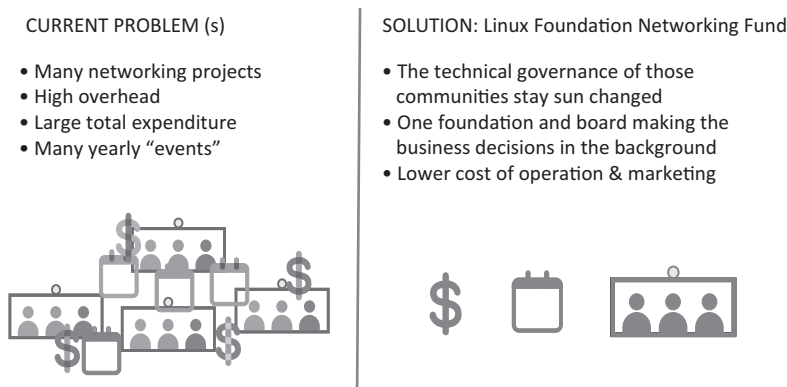 CURRENT PROBLEM (s)
• Many networking projects
• High overhead
• Large total expenditure
• Many yearly “events”
SOLUTION: Linux Foundation Networking Fund
• The technical governance of those
communities stay sun changed
• One foundation and board making the
business decisions in the background
• Lower cost of operation & marketing
$
$
$
$
$